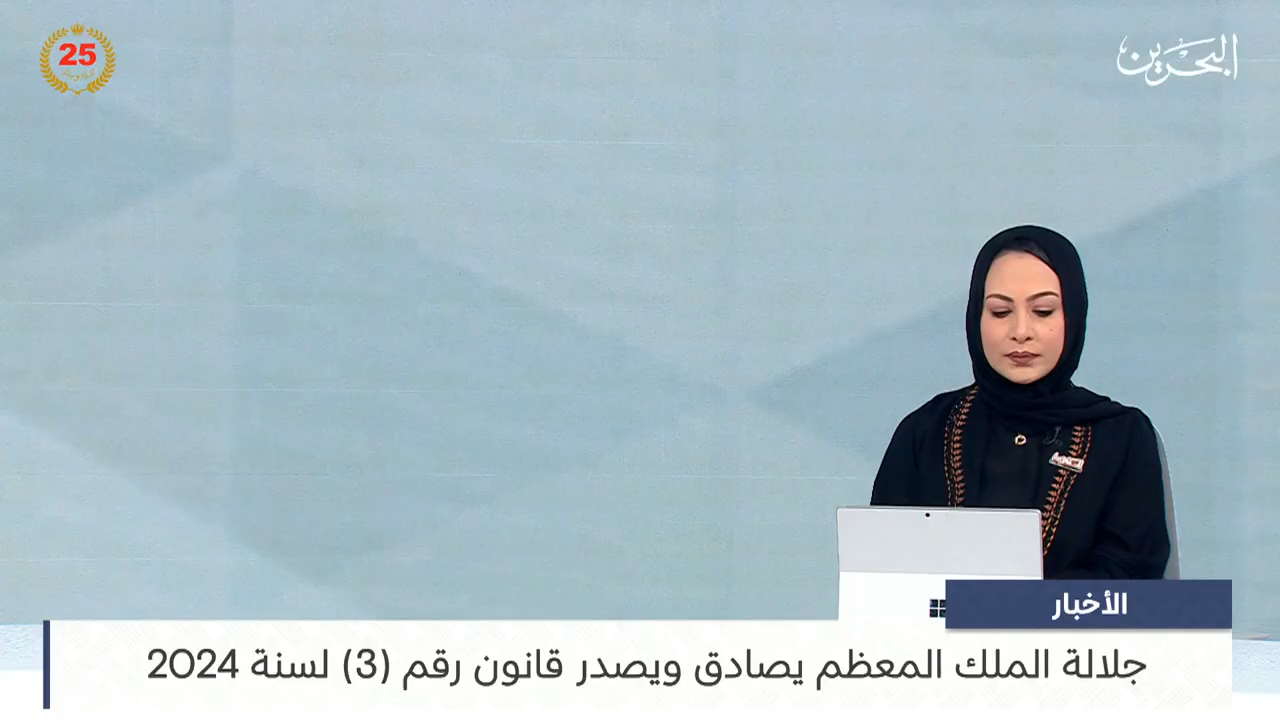 25
البحرين
الأخبار
جلالة الملك المعظم يصادق ويصدر قانون رقم (3) لسنة 2024